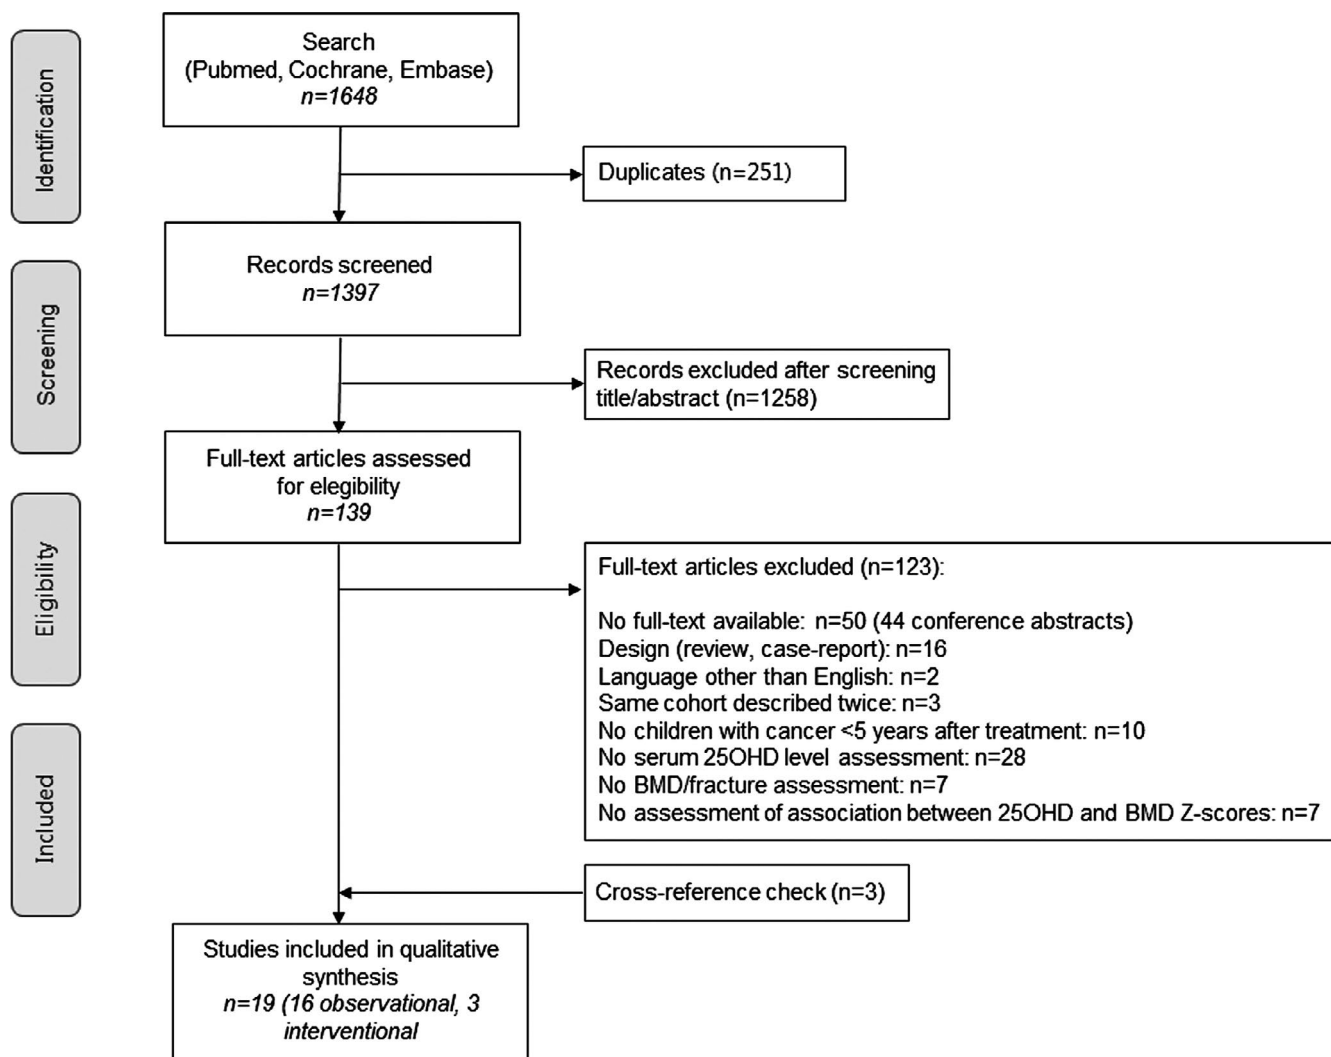 Identification
Search
(Pubmed, Cochrane, Embase)
n=1648
Duplicates (n=251)
Screening
Records screened
n=1397
Records excluded after screening
title/abstract (n=1258)
Full-text articles assessed
for elegibility
n=139
Eligibility
Full-text articles excluded (n=123):
No full-text available: n=50 (44 conference abstracts)
Design (review, case-report): n=16
Language other than English: n=2
Same cohort described twice: n=3
No children with cancer <5 years after treatment: n=10
No serum 25OHD level assessment: n=28
No BMD/fracture assessment: n=7
No assessment of association between 25OHD and BMD Z-scores: n=7
Included
Cross-reference check (n=3)
Studies included in qualitative
synthesis
n=19 (16 observational, 3
interventional